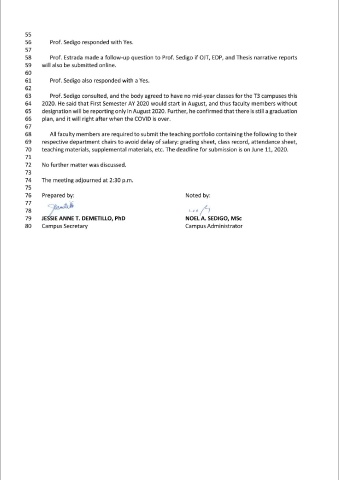 55
56 Prof. Sedigo responded with Yes.
57
58 Prof. Estrada made a follow-up question to Prof. Sedigo if OJT, EDP, and Thesis narrative reports
59 will also be submitted online.
60
61 Prof. Sedigo also responded with a Yes.
62
63 Prof. Sedigo consulted, and the body agreed to have no mid-year classes for the T3 campuses this
64 2020. He said that First Semester AY 2020 would start in August, and thus faculty members without
65 designation will be reporting only in August 2020. Further, he confirmed that there is still a graduation
66 plan, and it will right after when the COVID is over.
67
68 All faculty members are required to submit the teaching portfolio containing the following to their
69 respective department chairs to avoid delay of salary: grading sheet, class record, attendance sheet,
70 teaching materials, supplemental materials, etc. The deadline for submission is on June 11, 2020.
71
72 No further matter was discussed.
73
74 The meeting adjourned at 2:30 p.m.
75
76 Prepared by: Noted by:
77
78
79 JESSIE ANNE T. DEMETILLO, PhD NOEL A. SEDIGO, MSc
80 Campus Secretary Campus Administrator